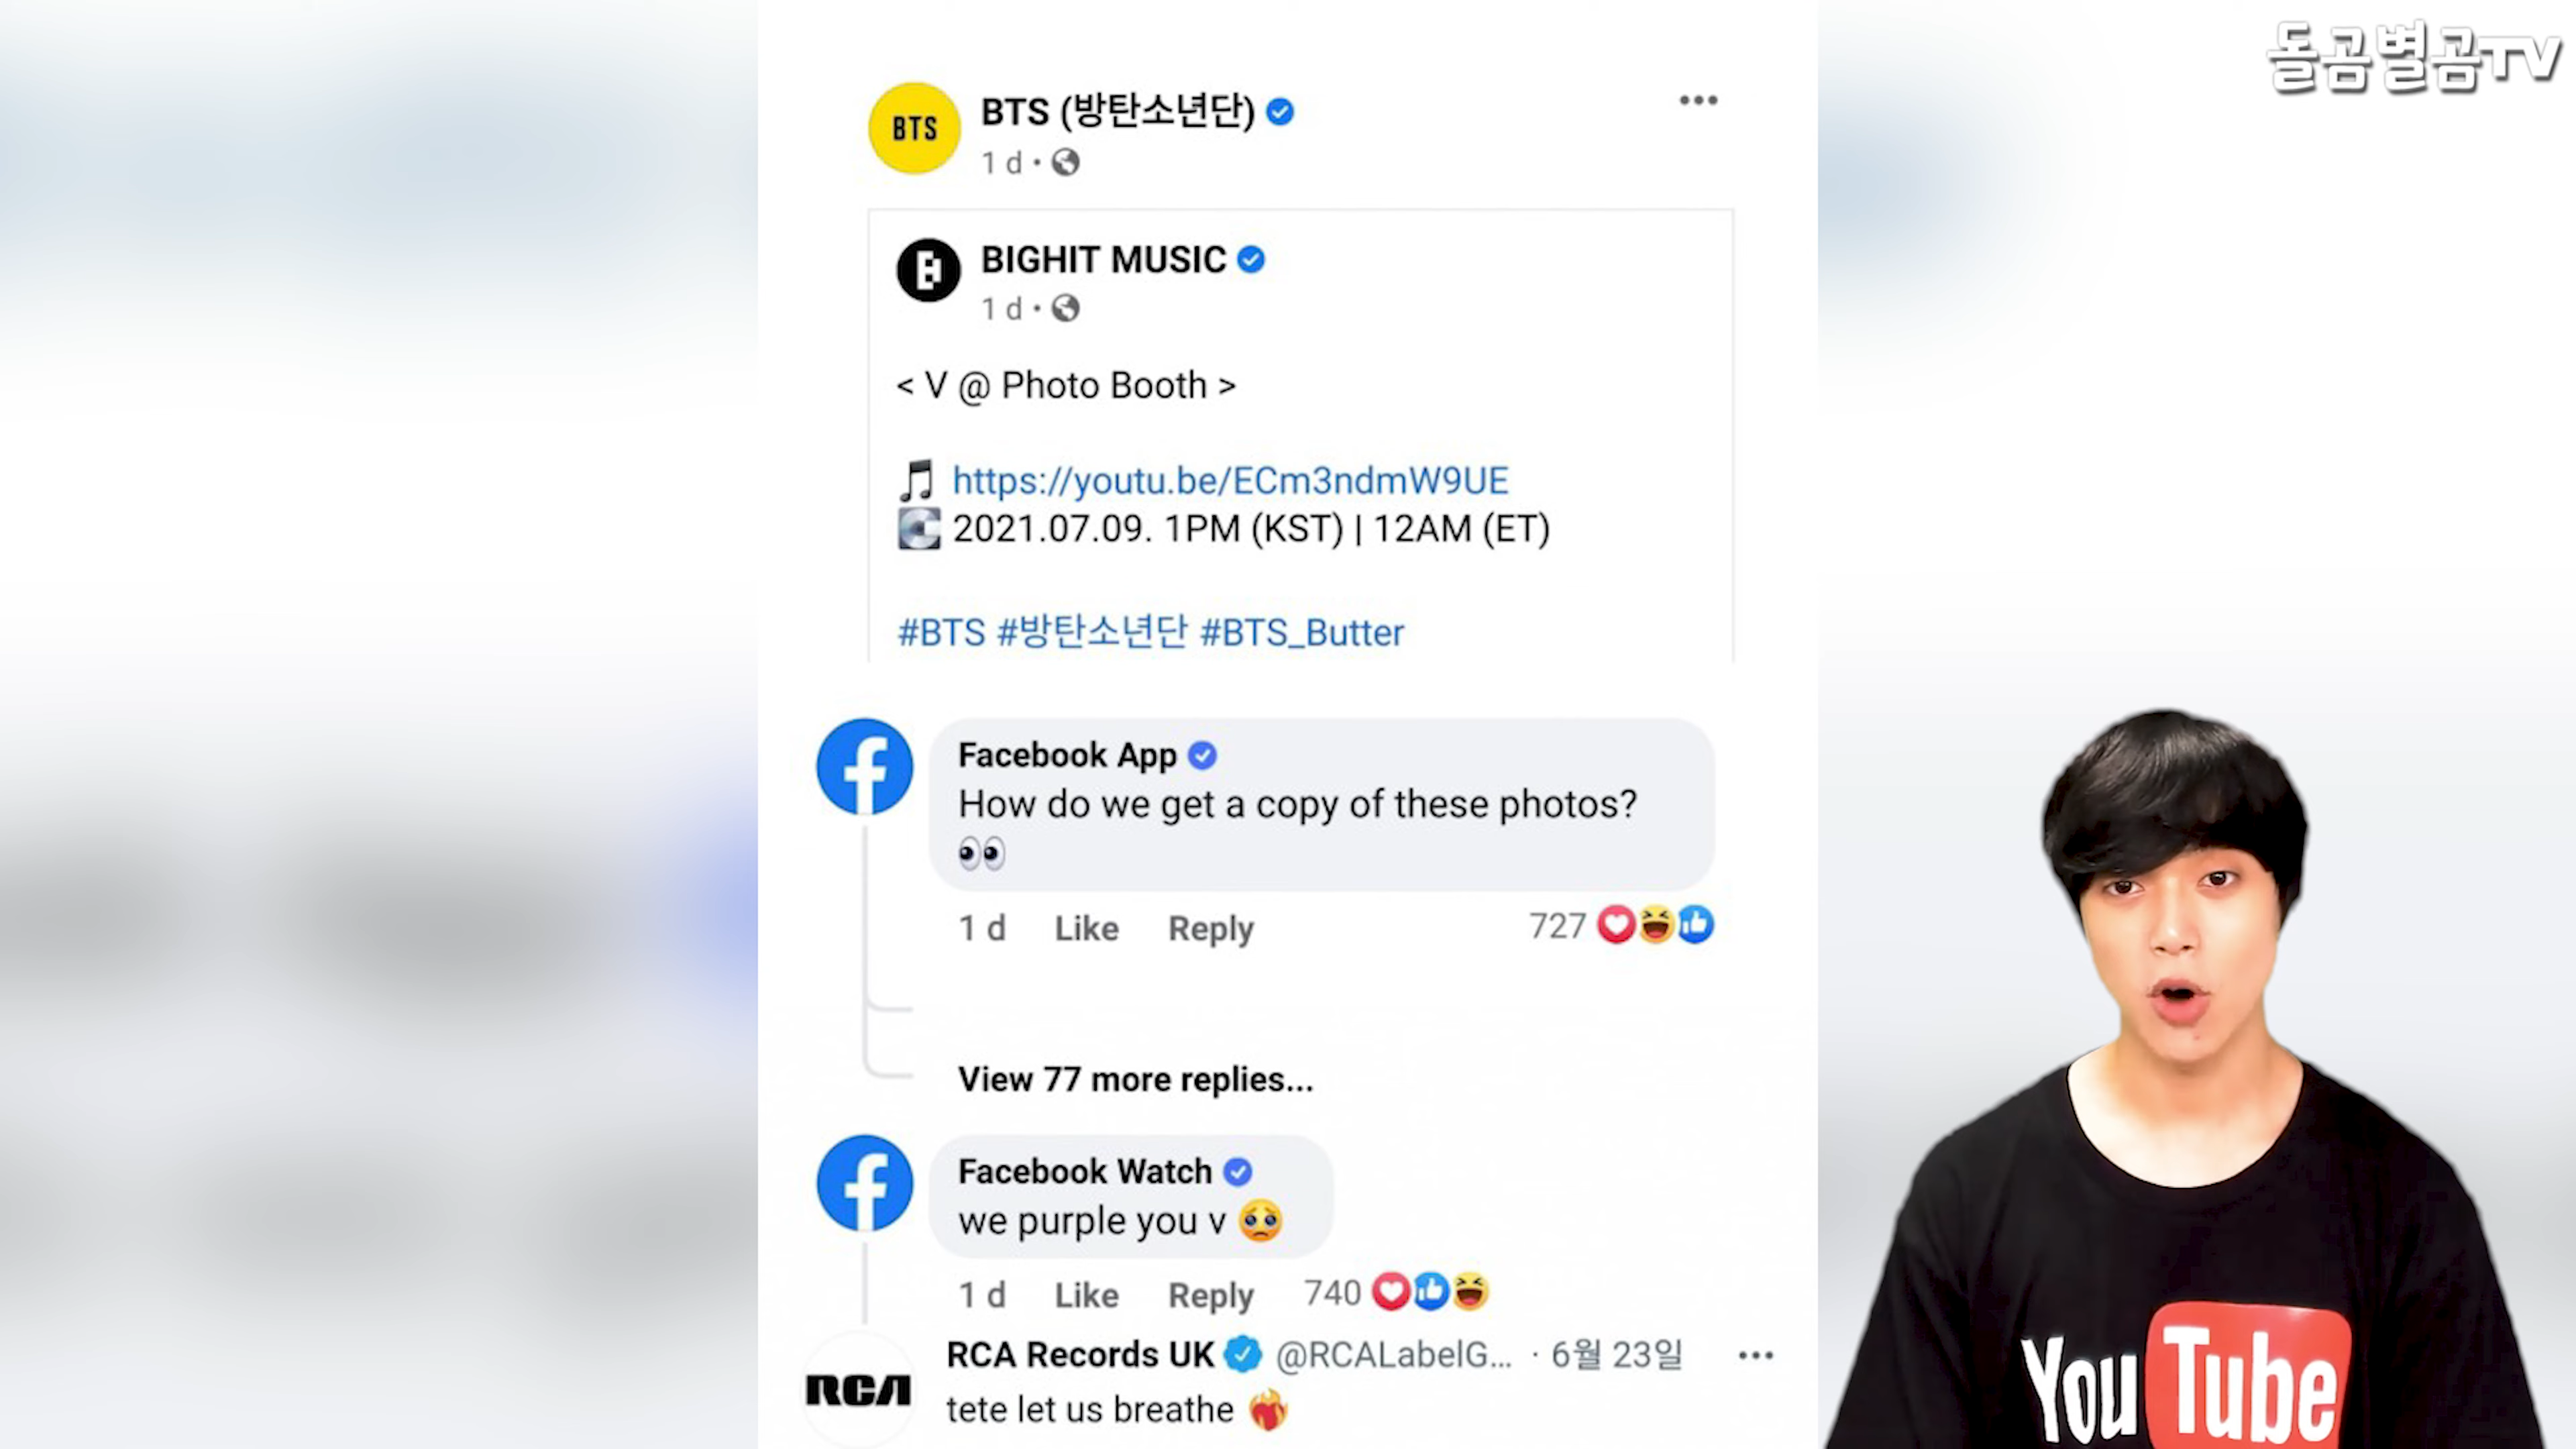 돌곰별곰TV
BTS
BTS (방탄소년단)
1 d
BIGHIT MUSIC
1 d
< V @ Photo Booth >
🎵 https://youtu.be/ECm3ndmW9UE
💽 2021.07.09. 1PM (KST) | 12AM (ET)
#BTS #방탄소년단 #BTS_Butter
Facebook App
How do we get a copy of these photos?
👀
1 d Like Reply 727
View 77 more replies...
Facebook Watch
we purple you v 🥺
1 d Like Reply 740
RCA
RCA Records UK @RCALabelG... · 6월 23일
tete let us breathe ❤️‍🔥
YouTube